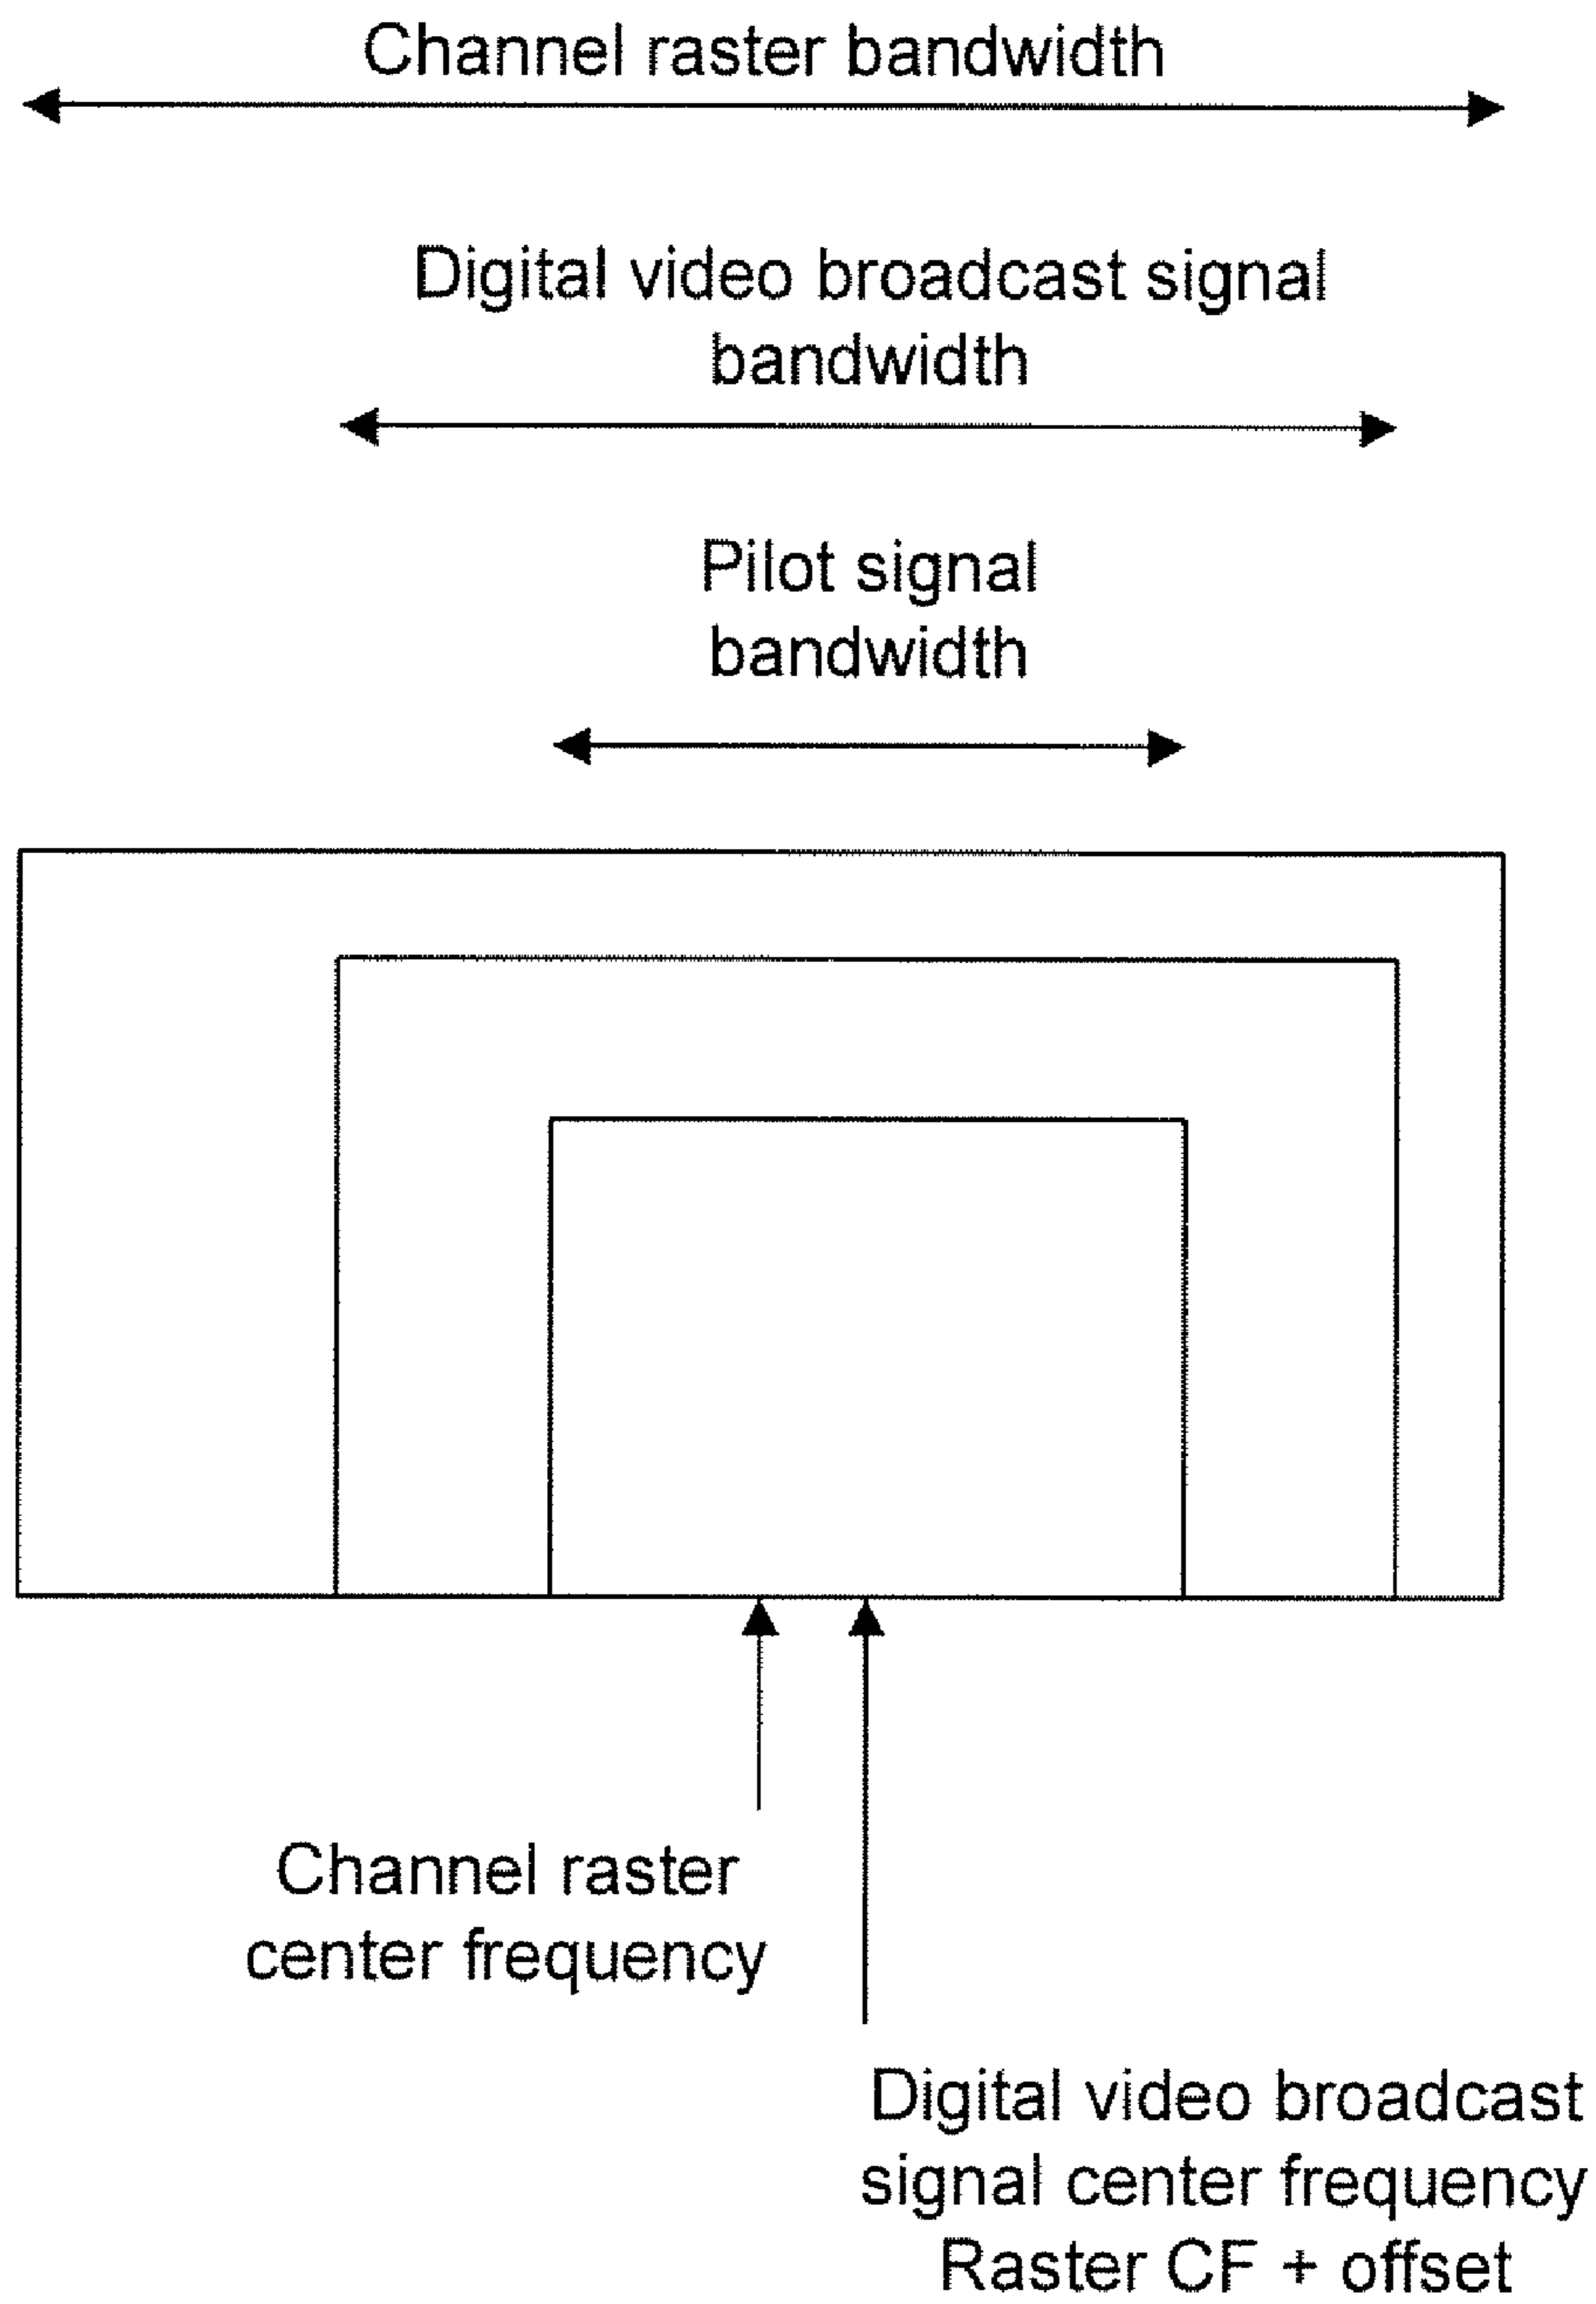 Channel raster bandwidth
Digital video broadcast signal
bandwidth
Pilot signal
bandwidth
Channel raster
center frequency
Digital video broadcast
signal center frequency
Raster CF + offset